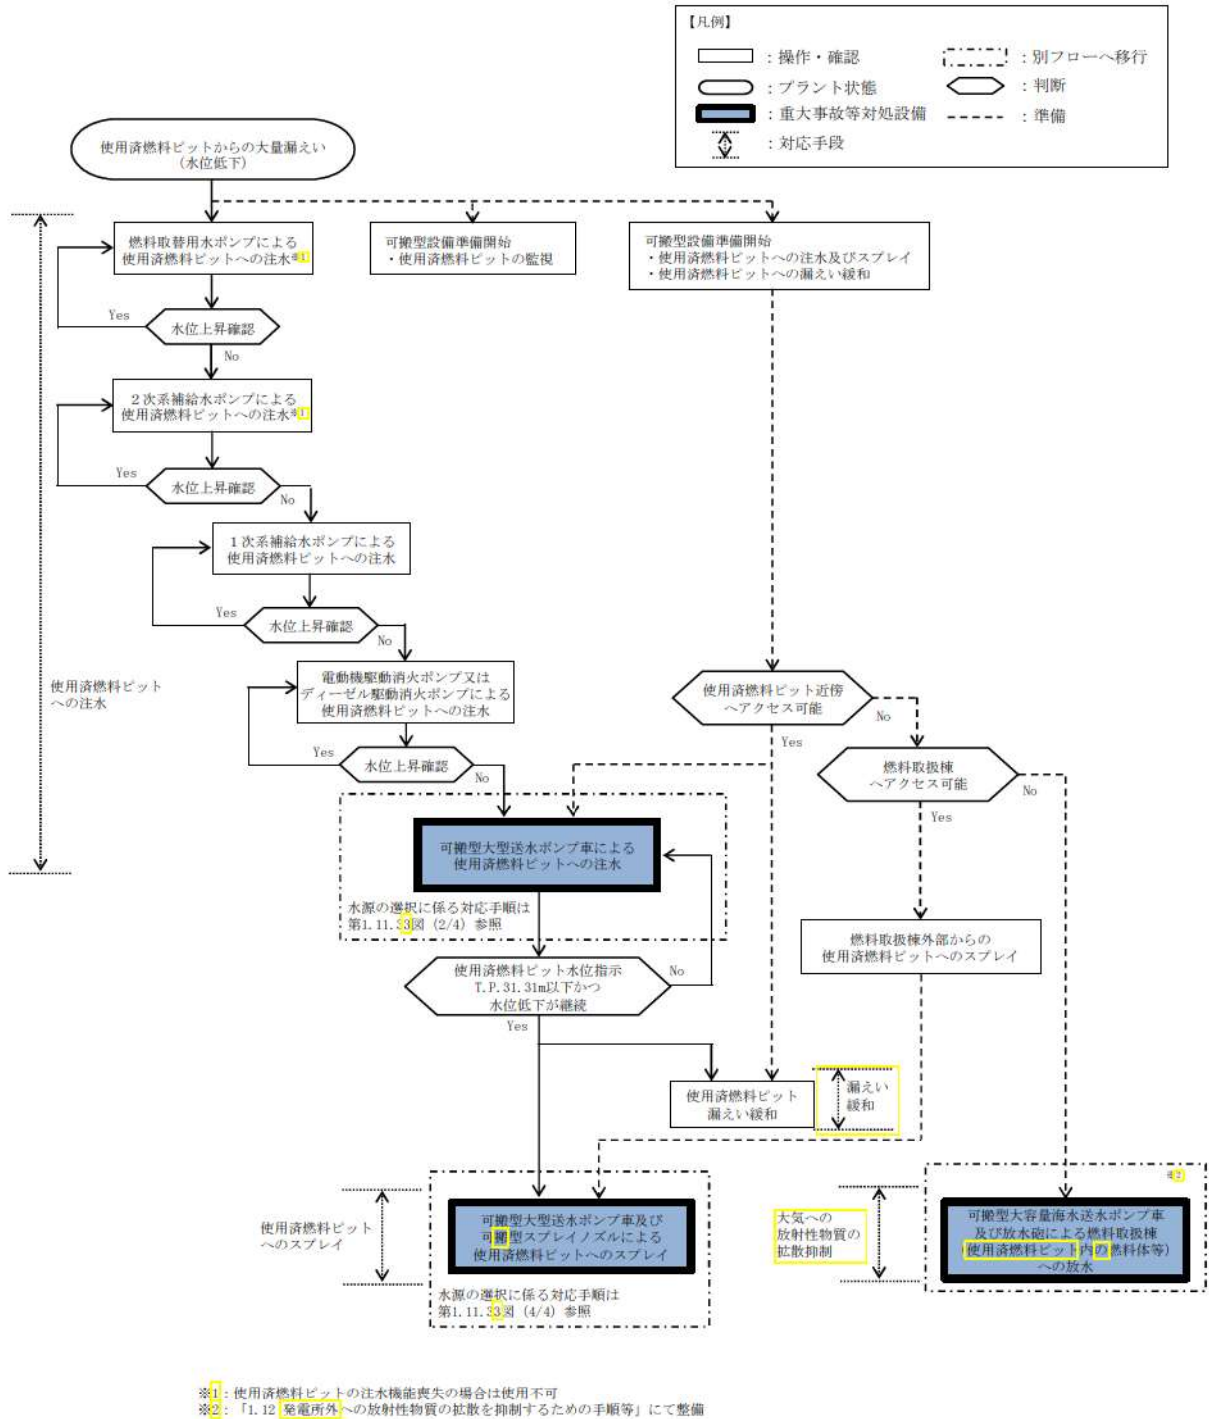 【凡例】
：操作・確認
：別フローへ移行
：プラント状態
：判断
：重大事故等対処設備
：準備
：対応手段
使用済燃料ピットからの大量漏えい
（水位低下）
燃料取替用水ポンプによる
使用済燃料ピットへの注水※1
可搬型設備準備開始
・使用済燃料ピットの監視
可搬型設備準備開始
・使用済燃料ピットへの注水及びスプレイ
・使用済燃料ピットへの漏えい緩和
Yes
水位上昇確認
No
２次系補給水ポンプによる
使用済燃料ピットへの注水※1
Yes
水位上昇確認
No
１次系補給水ポンプによる
使用済燃料ピットへの注水
Yes
水位上昇確認
No
使用済燃料ピット
への注水
電動機駆動消火ポンプ又は
ディーゼル駆動消火ポンプによる
使用済燃料ピットへの注水
Yes
水位上昇確認
No
使用済燃料ピット近傍
へアクセス可能
No
Yes
燃料取扱棟
へアクセス可能
No
Yes
可搬型大型送水ポンプ車による
使用済燃料ピットへの注水
水源の選択に係る対応手順は
第1.11.33図（2/4）参照
燃料取扱棟外部からの
使用済燃料ピットへのスプレイ
使用済燃料ピット水位指示
T.P.31.31m以下かつ
水位低下が継続
No
Yes
使用済燃料ピット
漏えい緩和
漏えい
緩和
使用済燃料ピット
へのスプレイ
可搬型大型送水ポンプ車及び
可搬型スプレイノズルによる
使用済燃料ピットへのスプレイ
水源の選択に係る対応手順は
第1.11.33図（4/4）参照
大気への
放射性物質の
拡散抑制
※2
可搬型大容量海水送水ポンプ車
及び放水砲による燃料取扱棟
（使用済燃料ピット内の燃料体等）
への放水
※1：使用済燃料ピットの注水機能喪失の場合は使用不可
※2：「1.12 発電所外への放射性物質の拡散を抑制するための手順等」にて整備